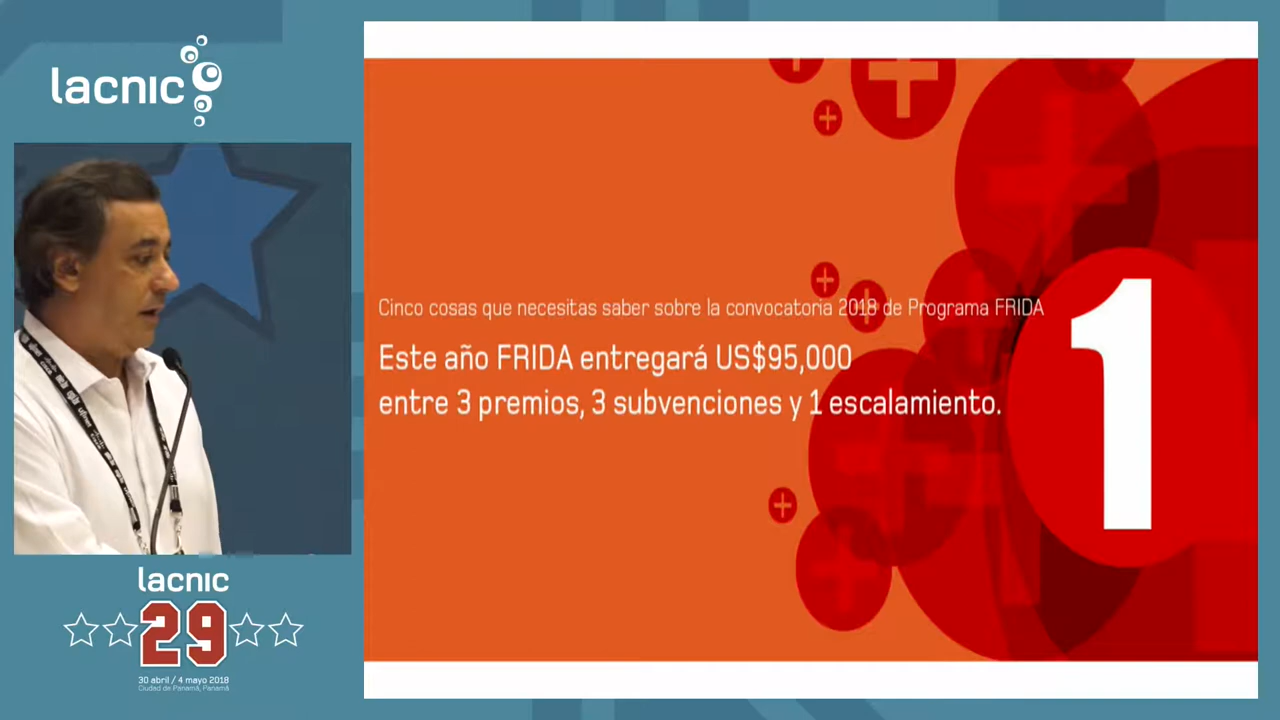 lacnic
Cinco cosas que necesitas saber sobre la convocatoria 2018 de Programa FRIDA
Este año FRIDA entregará US$95,000
entre 3 premios, 3 subvenciones y 1 escalamiento.
1
lacnic
29
30 abril / 4 mayo 2018
Ciudad de Panamá, Panamá